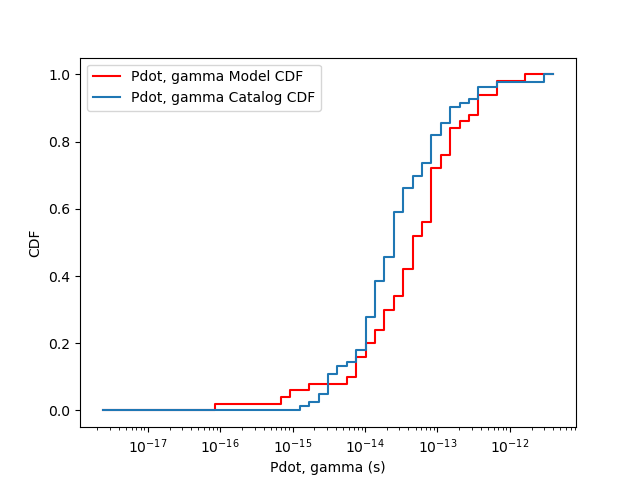 Pdot, gamma Model CDF
Pdot, gamma Catalog CDF
1.0
0.8
0.6
0.4
0.2
0.0
CDF
10⁻¹⁷ 10⁻¹⁶ 10⁻¹⁵ 10⁻¹⁴ 10⁻¹³ 10⁻¹²
Pdot, gamma (s)